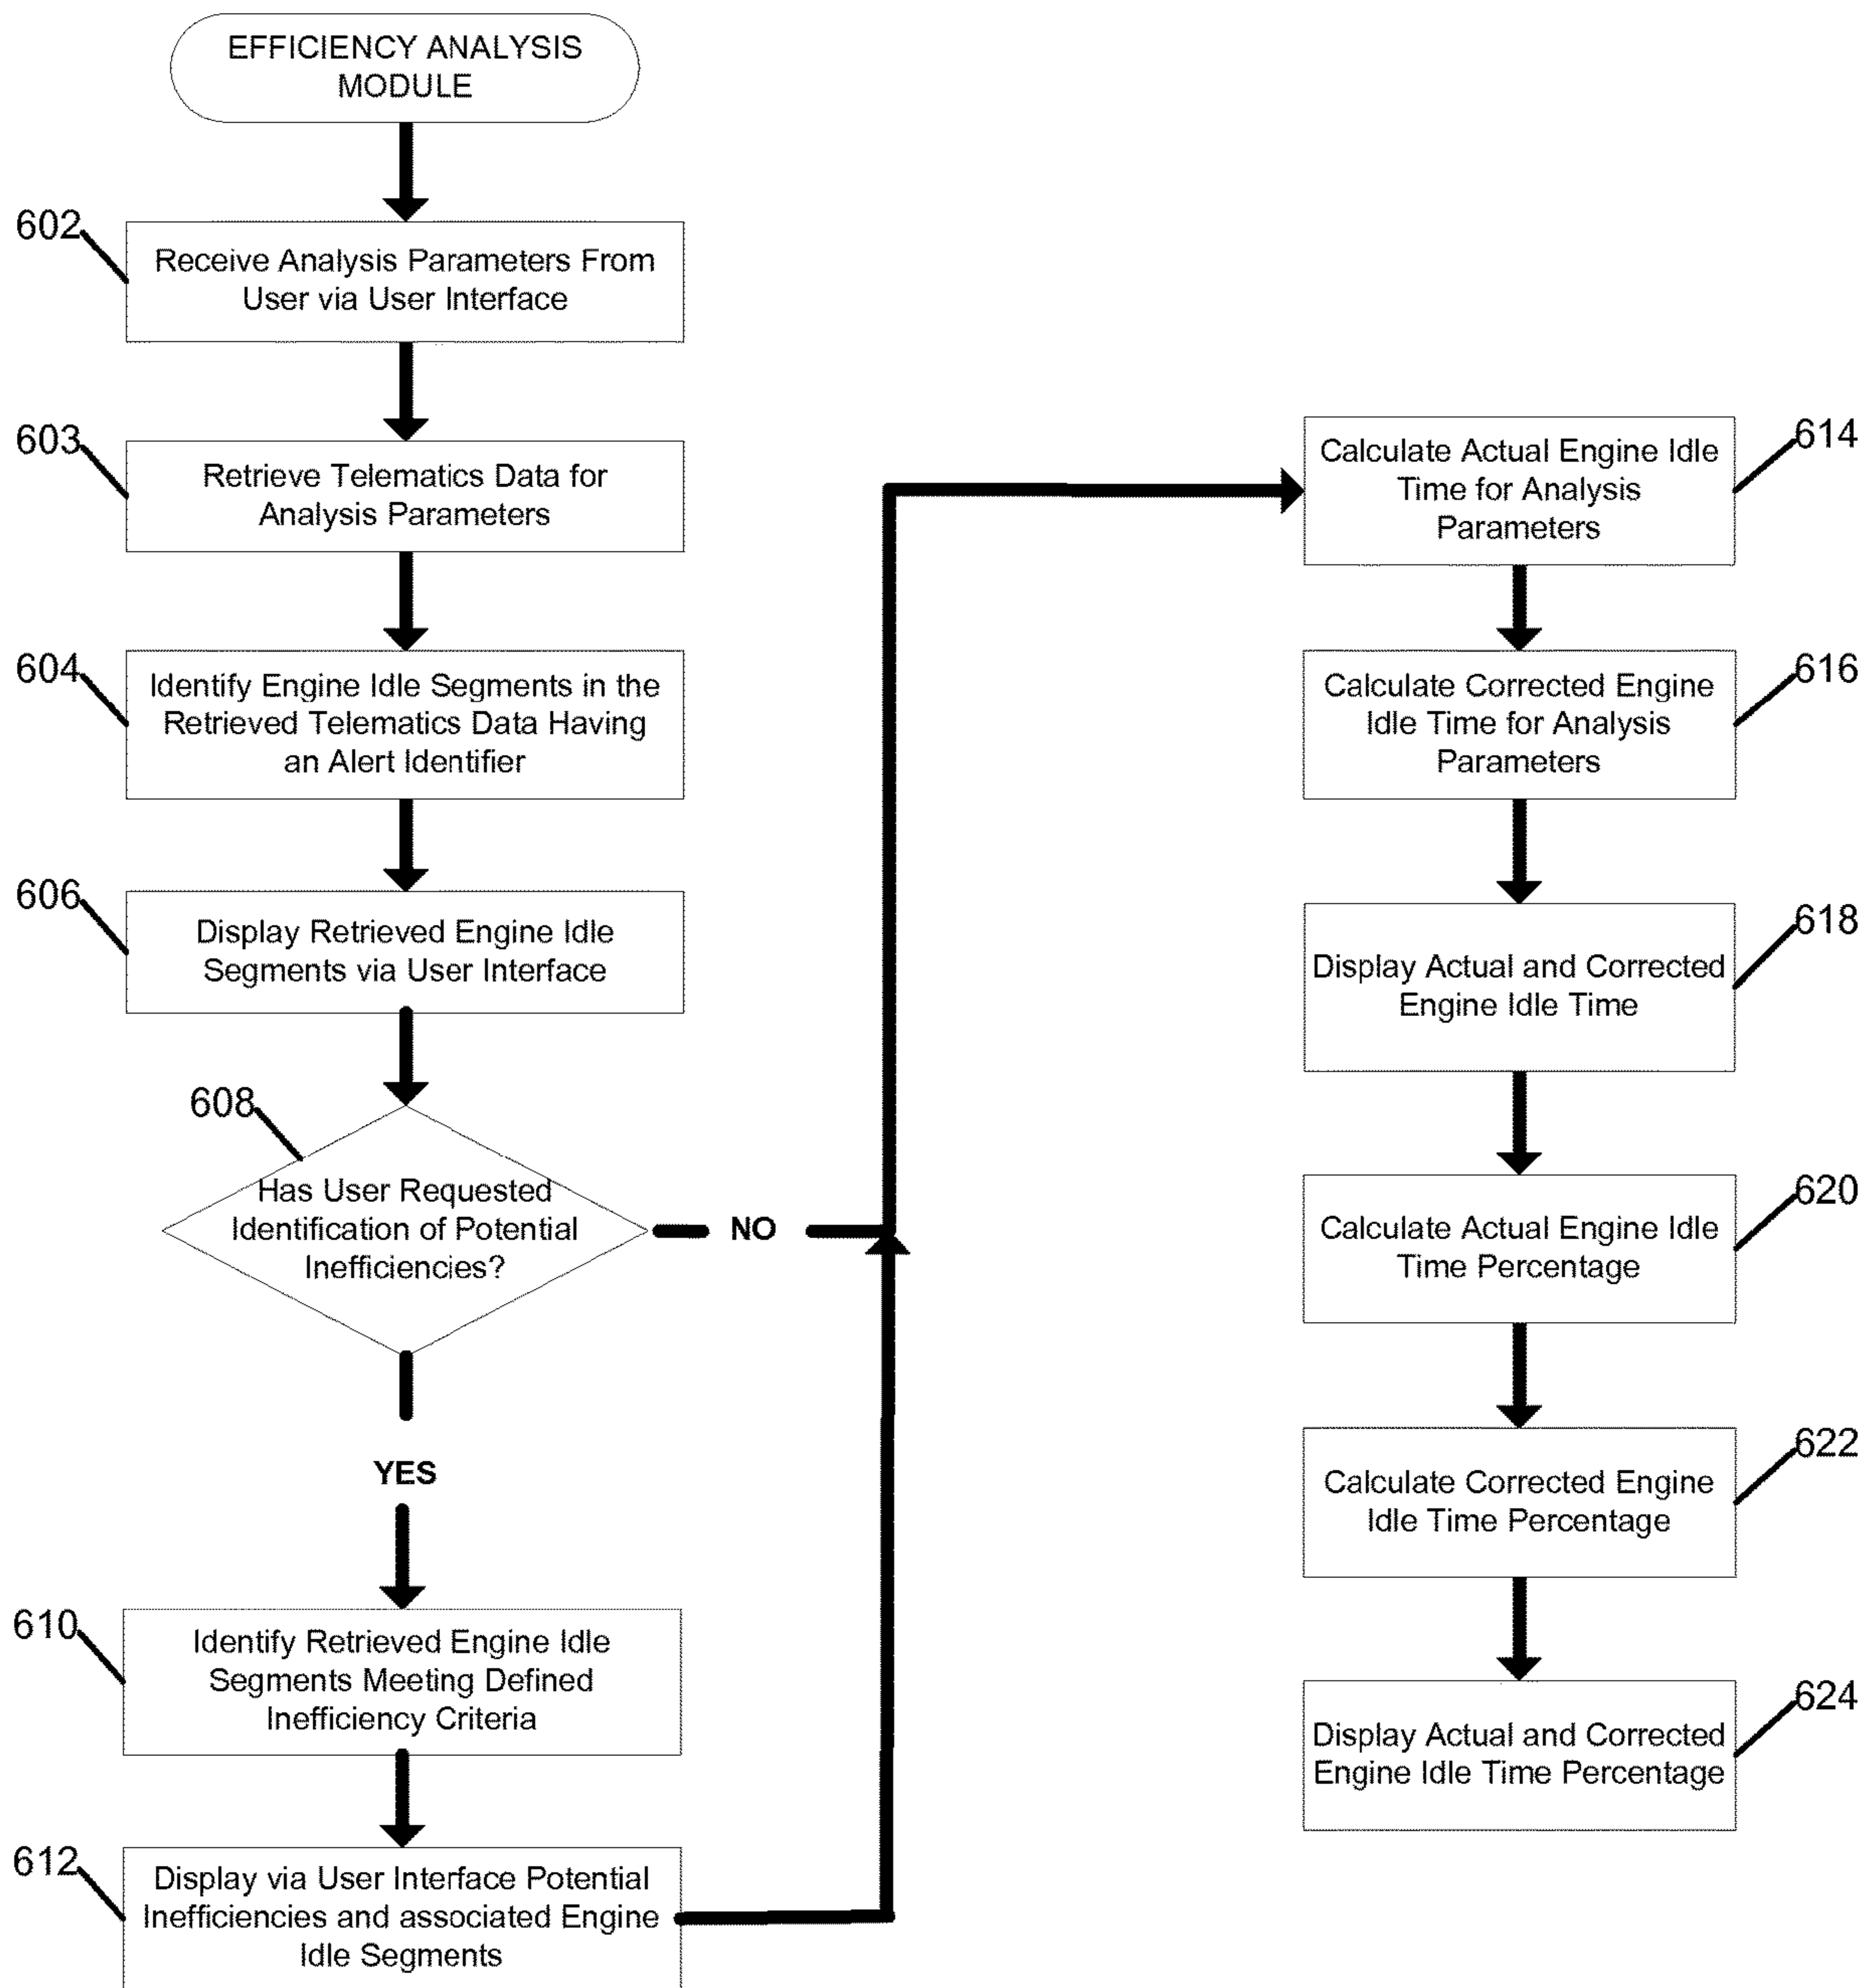 EFFICIENCY ANALYSIS
MODULE
602
Receive Analysis Parameters From
User via User Interface
603
Retrieve Telematics Data for
Analysis Parameters
604
Identify Engine Idle Segments in the
Retrieved Telematics Data Having
an Alert Identifier
606
Display Retrieved Engine Idle
Segments via User Interface
608
Has User Requested
Identification of Potential
Inefficiencies?
NO
YES
610
Identify Retrieved Engine Idle
Segments Meeting Defined
Inefficiency Criteria
612
Display via User Interface Potential
Inefficiencies and associated Engine
Idle Segments
614
Calculate Actual Engine Idle
Time for Analysis
Parameters
616
Calculate Corrected Engine
Idle Time for Analysis
Parameters
618
Display Actual and Corrected
Engine Idle Time
620
Calculate Actual Engine Idle
Time Percentage
622
Calculate Corrected Engine
Idle Time Percentage
624
Display Actual and Corrected
Engine Idle Time Percentage